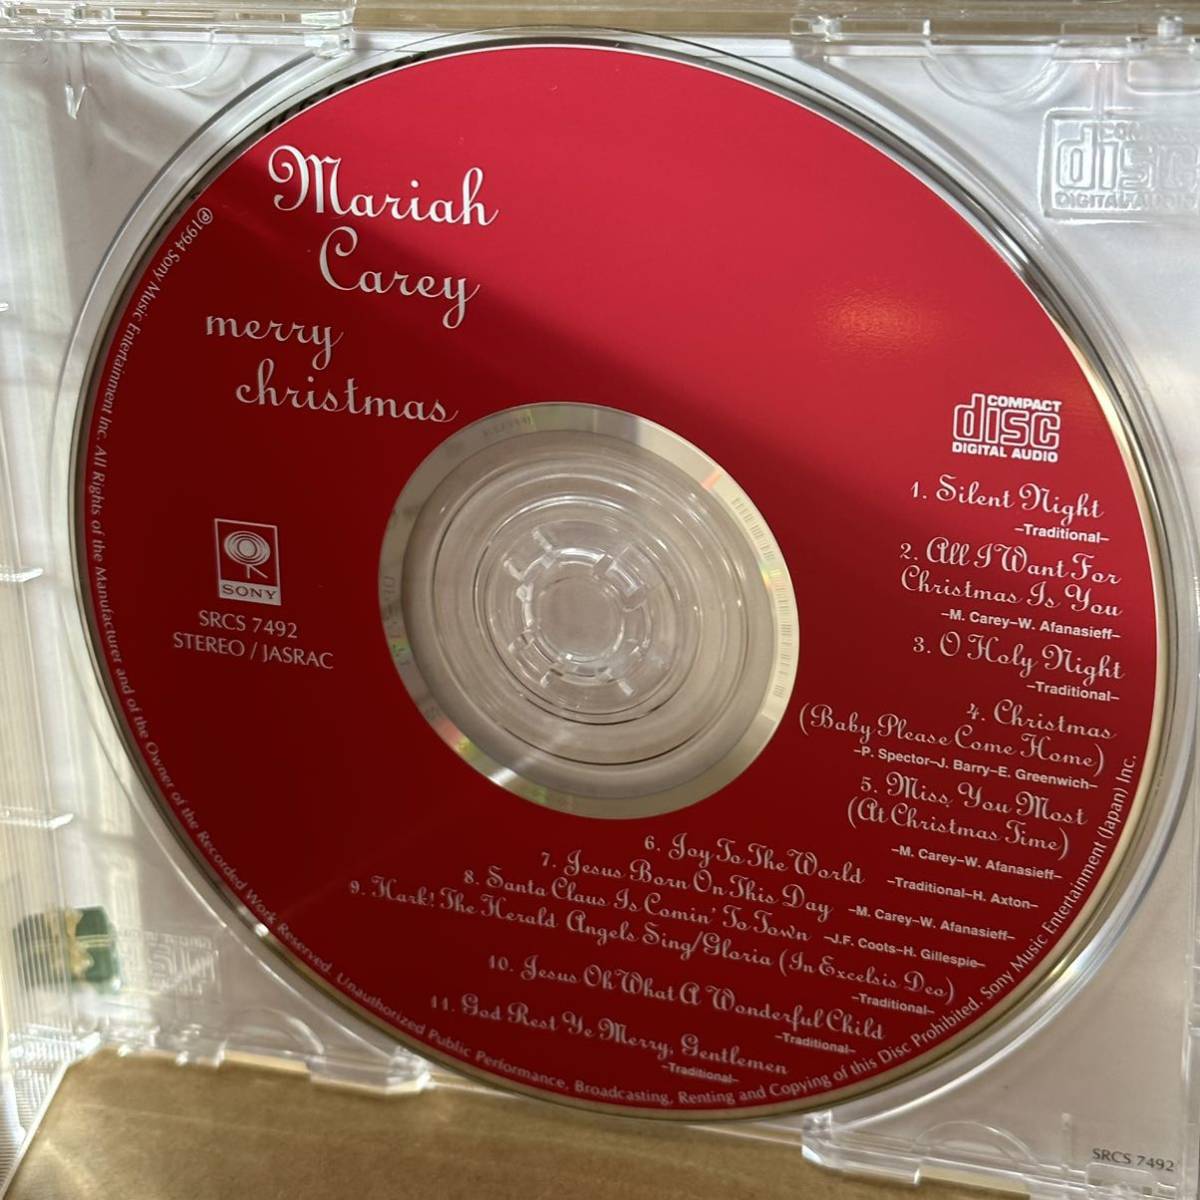 Mariah
Carey
merry
christmas
COMPACT
disc
DIGITAL AUDIO
SONY
SRCS 7492
STEREO / JASRAC
1. Silent Night
–Traditional–
2. All I Want For
Christmas Is You
–M. Carey–W. Afanasieff–
3. O Holy Night
–Traditional–
4. Christmas
(Baby Please Come Home)
–P. Spector–J. Barry–E. Greenwich–
5. Miss You Most
(At Christmas Time)
–M. Carey–W. Afanasieff–
6. Joy To The World
–Traditional–H. Axton–
7. Jesus Born On This Day
–M. Carey–W. Afanasieff–
8. Santa Claus Is Comin' To Town
–J.F. Coots–H. Gillespie–
9. Hark! The Herald Angels Sing/Gloria (In Excelsis Deo)
–Traditional–
10. Jesus Oh What A Wonderful Child
–Traditional–
11. God Rest Ye Merry, Gentlemen
–Traditional–
℗1994 Sony Music Entertainment Inc. All Rights of the Manufacturer and of the Owner of the Recorded Work Reserved. Unauthorized Public Performance, Broadcasting, Renting and Copying of this Disc Prohibited. Sony Music Entertainment (Japan) Inc.
COMPACT
disc
DIGITAL AUDIO
SRCS 7492